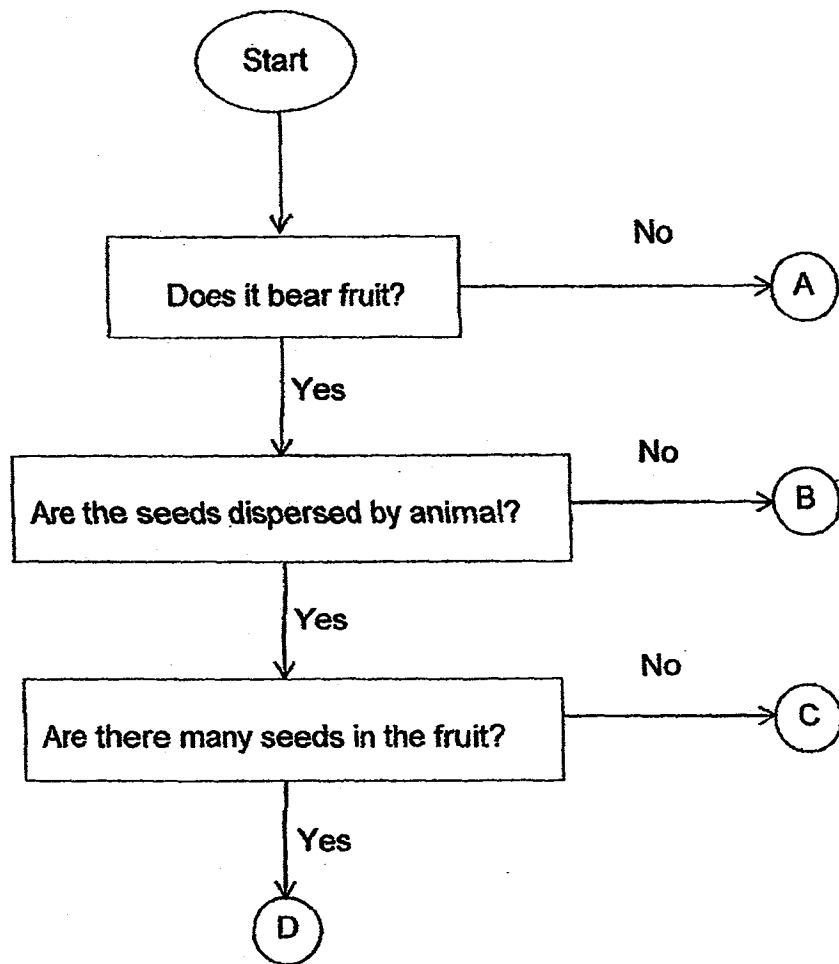 Start
No
Does it bear fruit?
A
Yes
No
Are the seeds dispersed by animal?
B
Yes
No
Are there many seeds in the fruit?
C
Yes
D